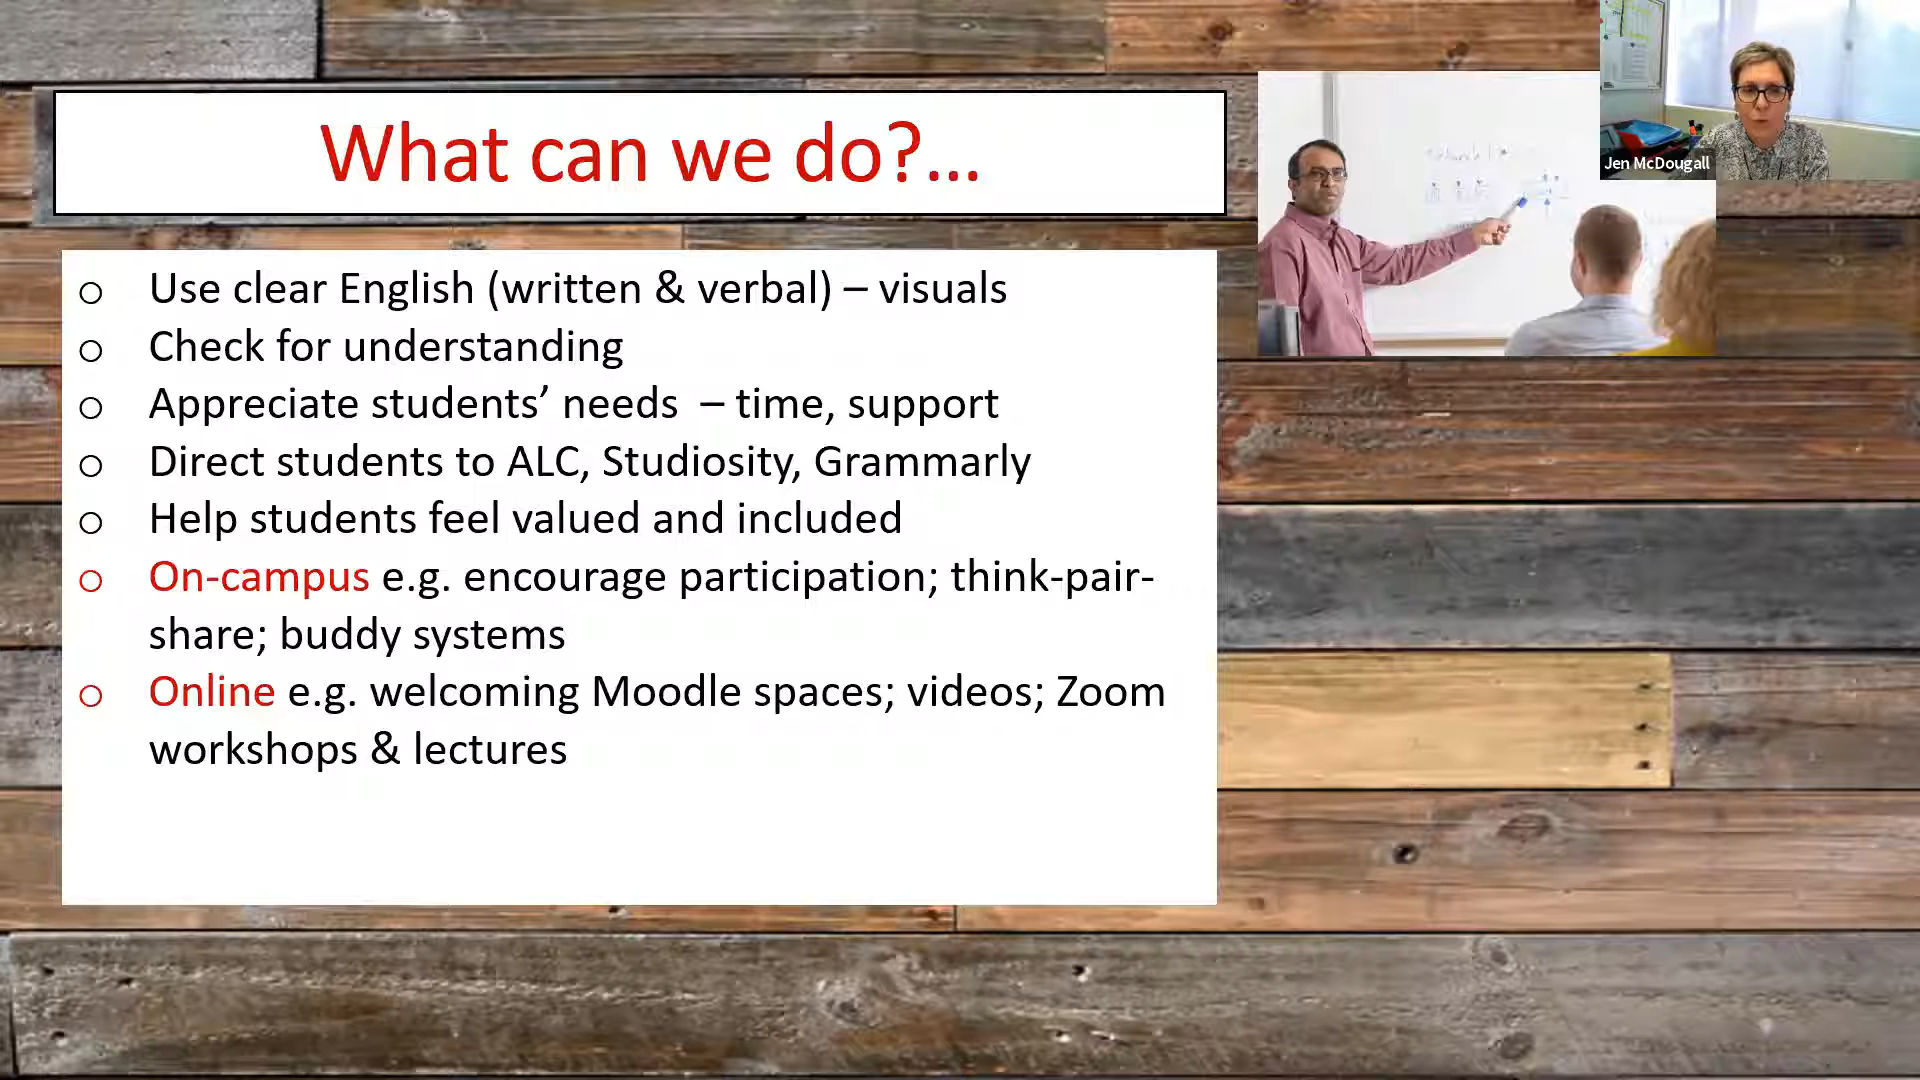 What can we do?...
Jen McDougall
o Use clear English (written & verbal) – visuals
o Check for understanding
o Appreciate students’ needs – time, support
o Direct students to ALC, Studiosity, Grammarly
o Help students feel valued and included
o On-campus e.g. encourage participation; think-pair-
share; buddy systems
o Online e.g. welcoming Moodle spaces; videos; Zoom
workshops & lectures